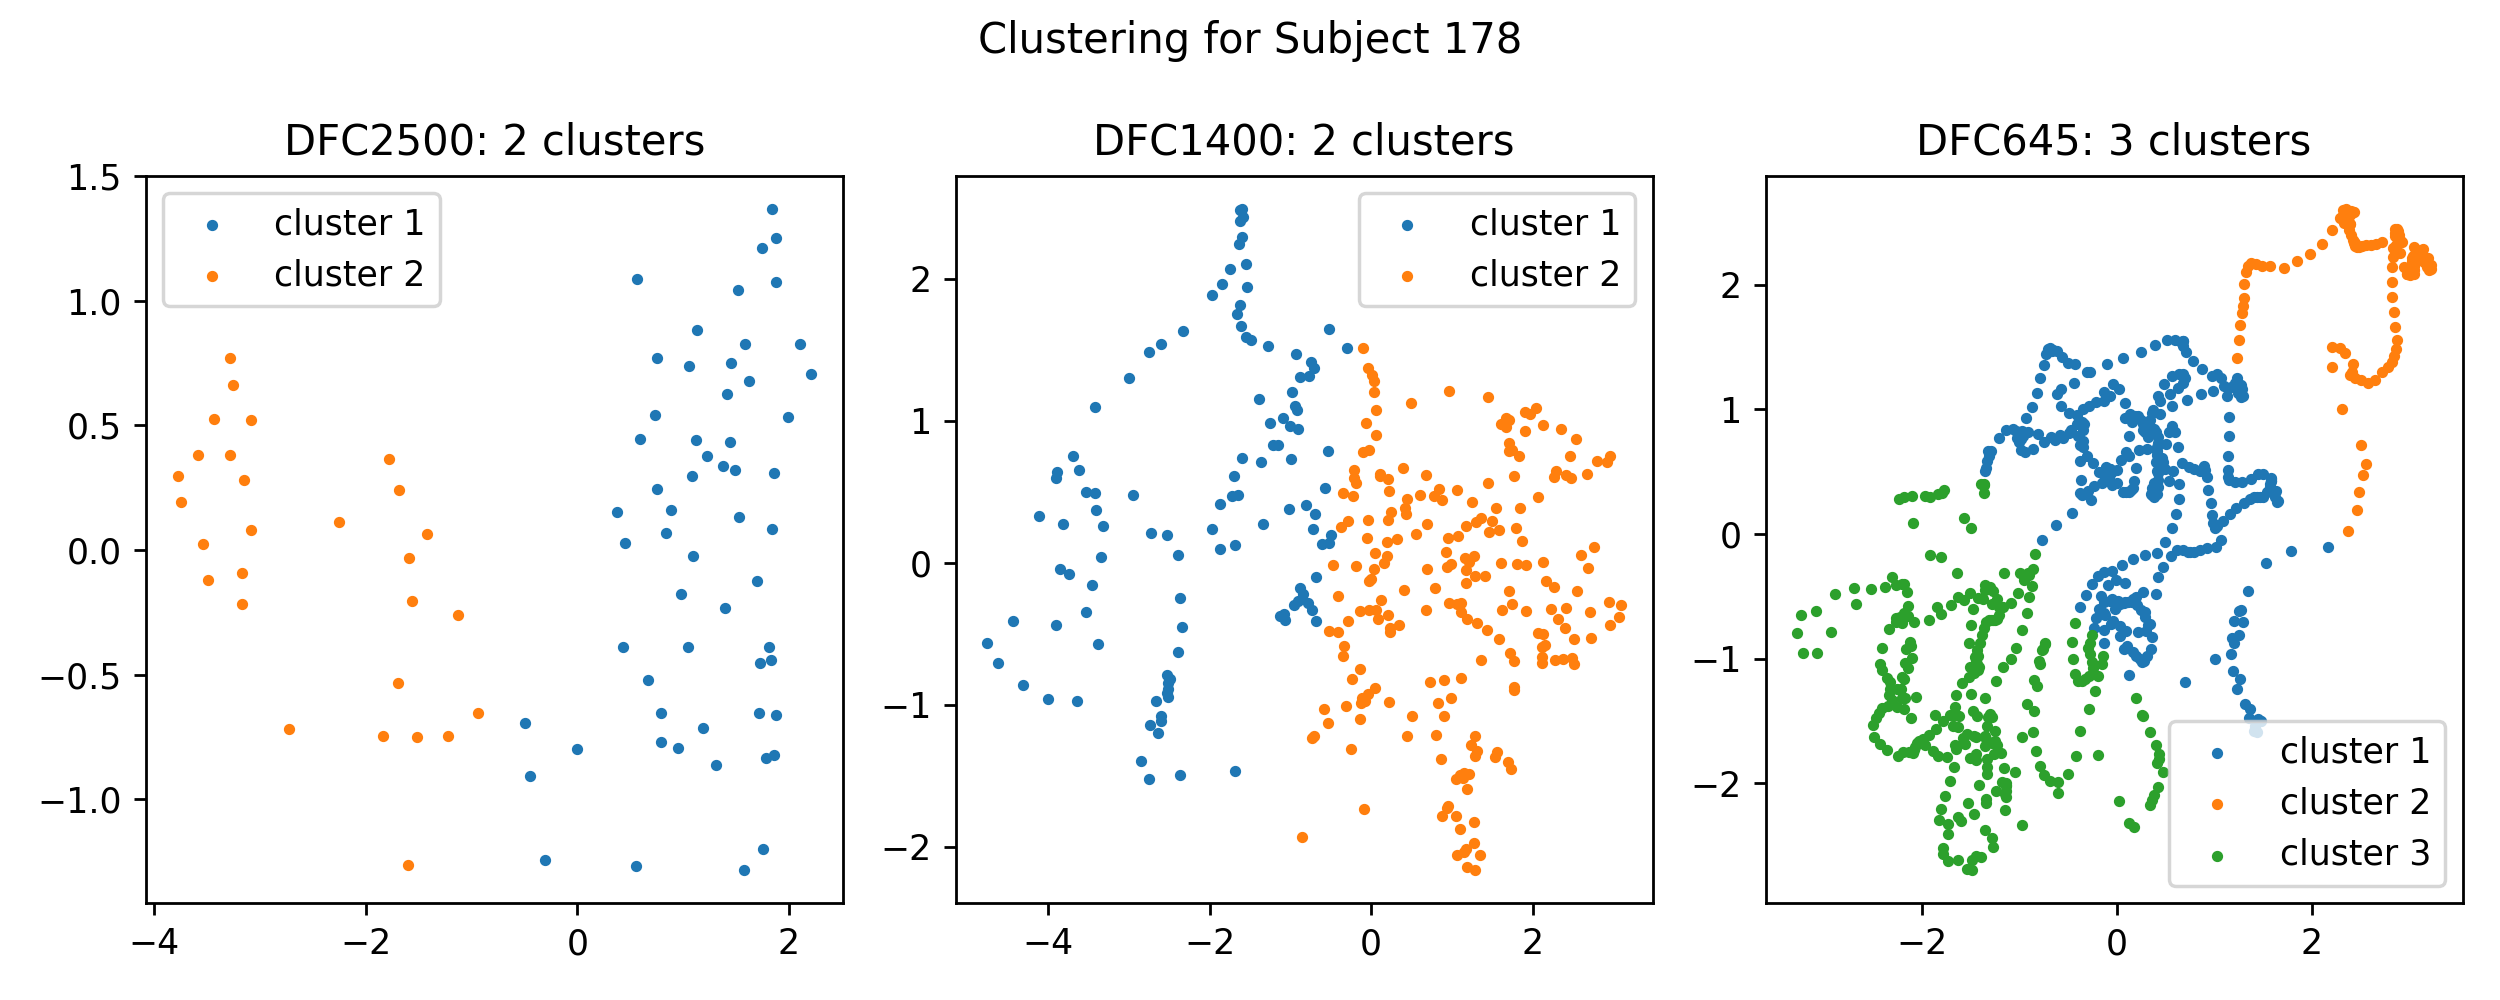 Clustering for Subject 178
DFC2500: 2 clusters
1.5
1.0
0.5
0.0
−0.5
−1.0
−4
−2
0
2
cluster 1
cluster 2
DFC1400: 2 clusters
2
1
0
−1
−2
−4
−2
0
2
cluster 1
cluster 2
DFC645: 3 clusters
2
1
0
−1
−2
−2
0
2
cluster 1
cluster 2
cluster 3